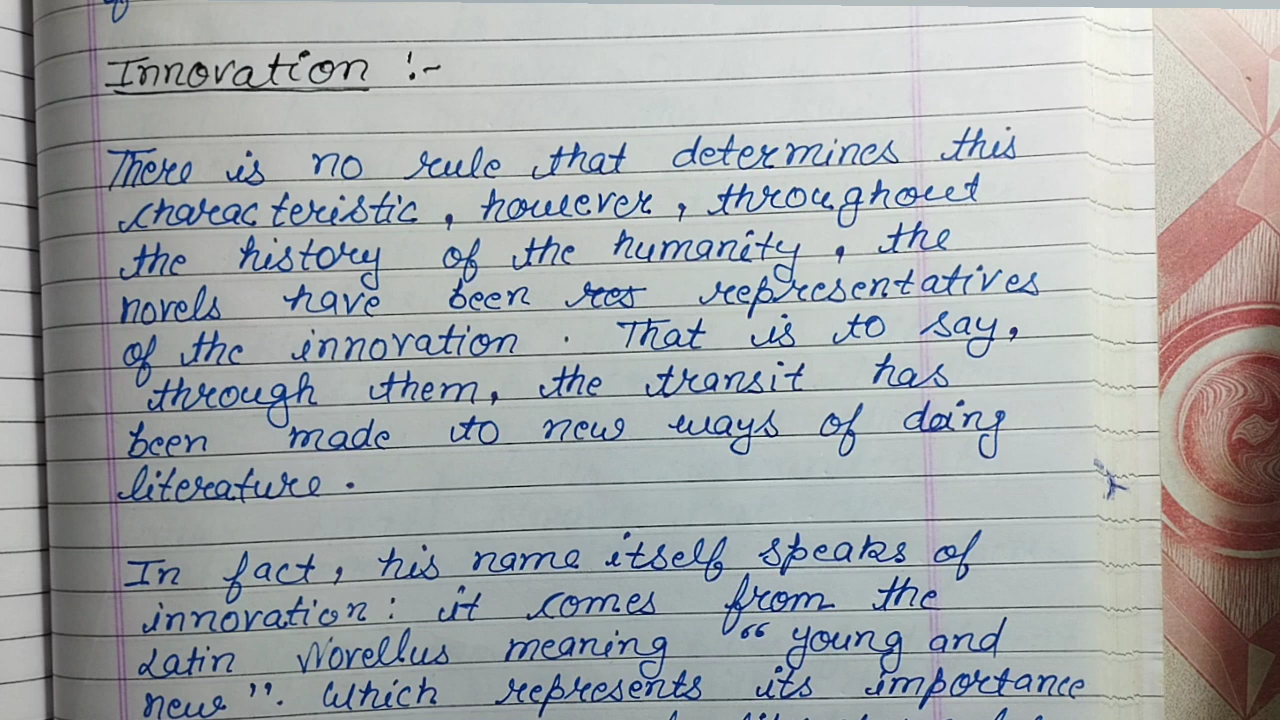 Innovation :-
There is no rule that determines this
characteristic, however, throughout
the history of the humanity, the
novels have been res representatives
of the innovation. That is to say,
through them, the transit has
been made to new ways of doing
literature.
In fact, his name itself speaks of
innovation: it comes from the
Latin Novellus meaning "young and
new". Which represents its importance